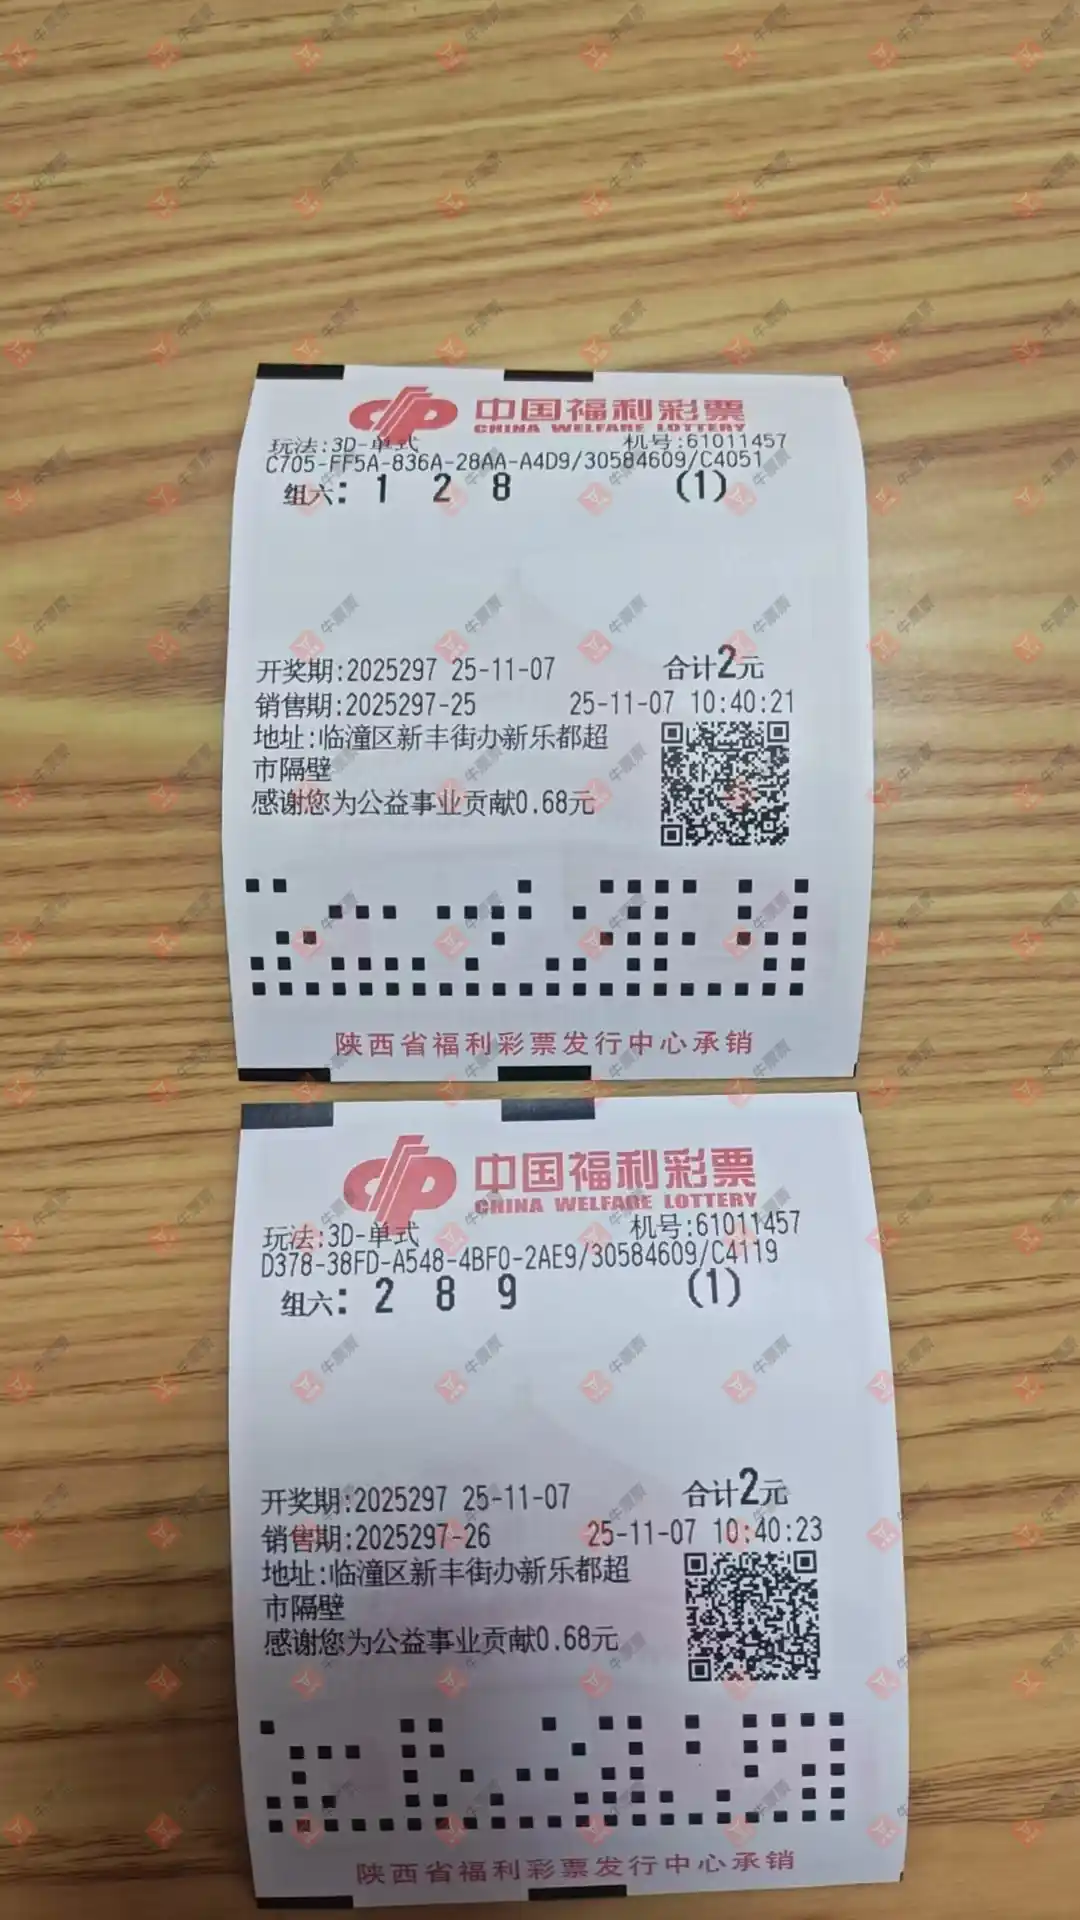 中国福利彩票
CHINA WELFARE LOTTERY
玩法:3D-单式 机号:61011457
C705-FF5A-836A-28AA-A4D9/30584609/C4051
组六: 1 2 8 (1)
开奖期:2025297 25-11-07 合计2元
销售期:2025297-25 25-11-07 10:40:21
地址:临潼区新丰街办新乐都超
市隔壁
感谢您为公益事业贡献0.68元
陕西省福利彩票发行中心承销
中国福利彩票
CHINA WELFARE LOTTERY
玩法:3D-单式 机号:61011457
D378-38FD-A548-4BF0-2AE9/30584609/C4119
组六: 2 8 9 (1)
开奖期:2025297 25-11-07 合计2元
销售期:2025297-26 25-11-07 10:40:23
地址:临潼区新丰街办新乐都超
市隔壁
感谢您为公益事业贡献0.68元
陕西省福利彩票发行中心承销
牛票票